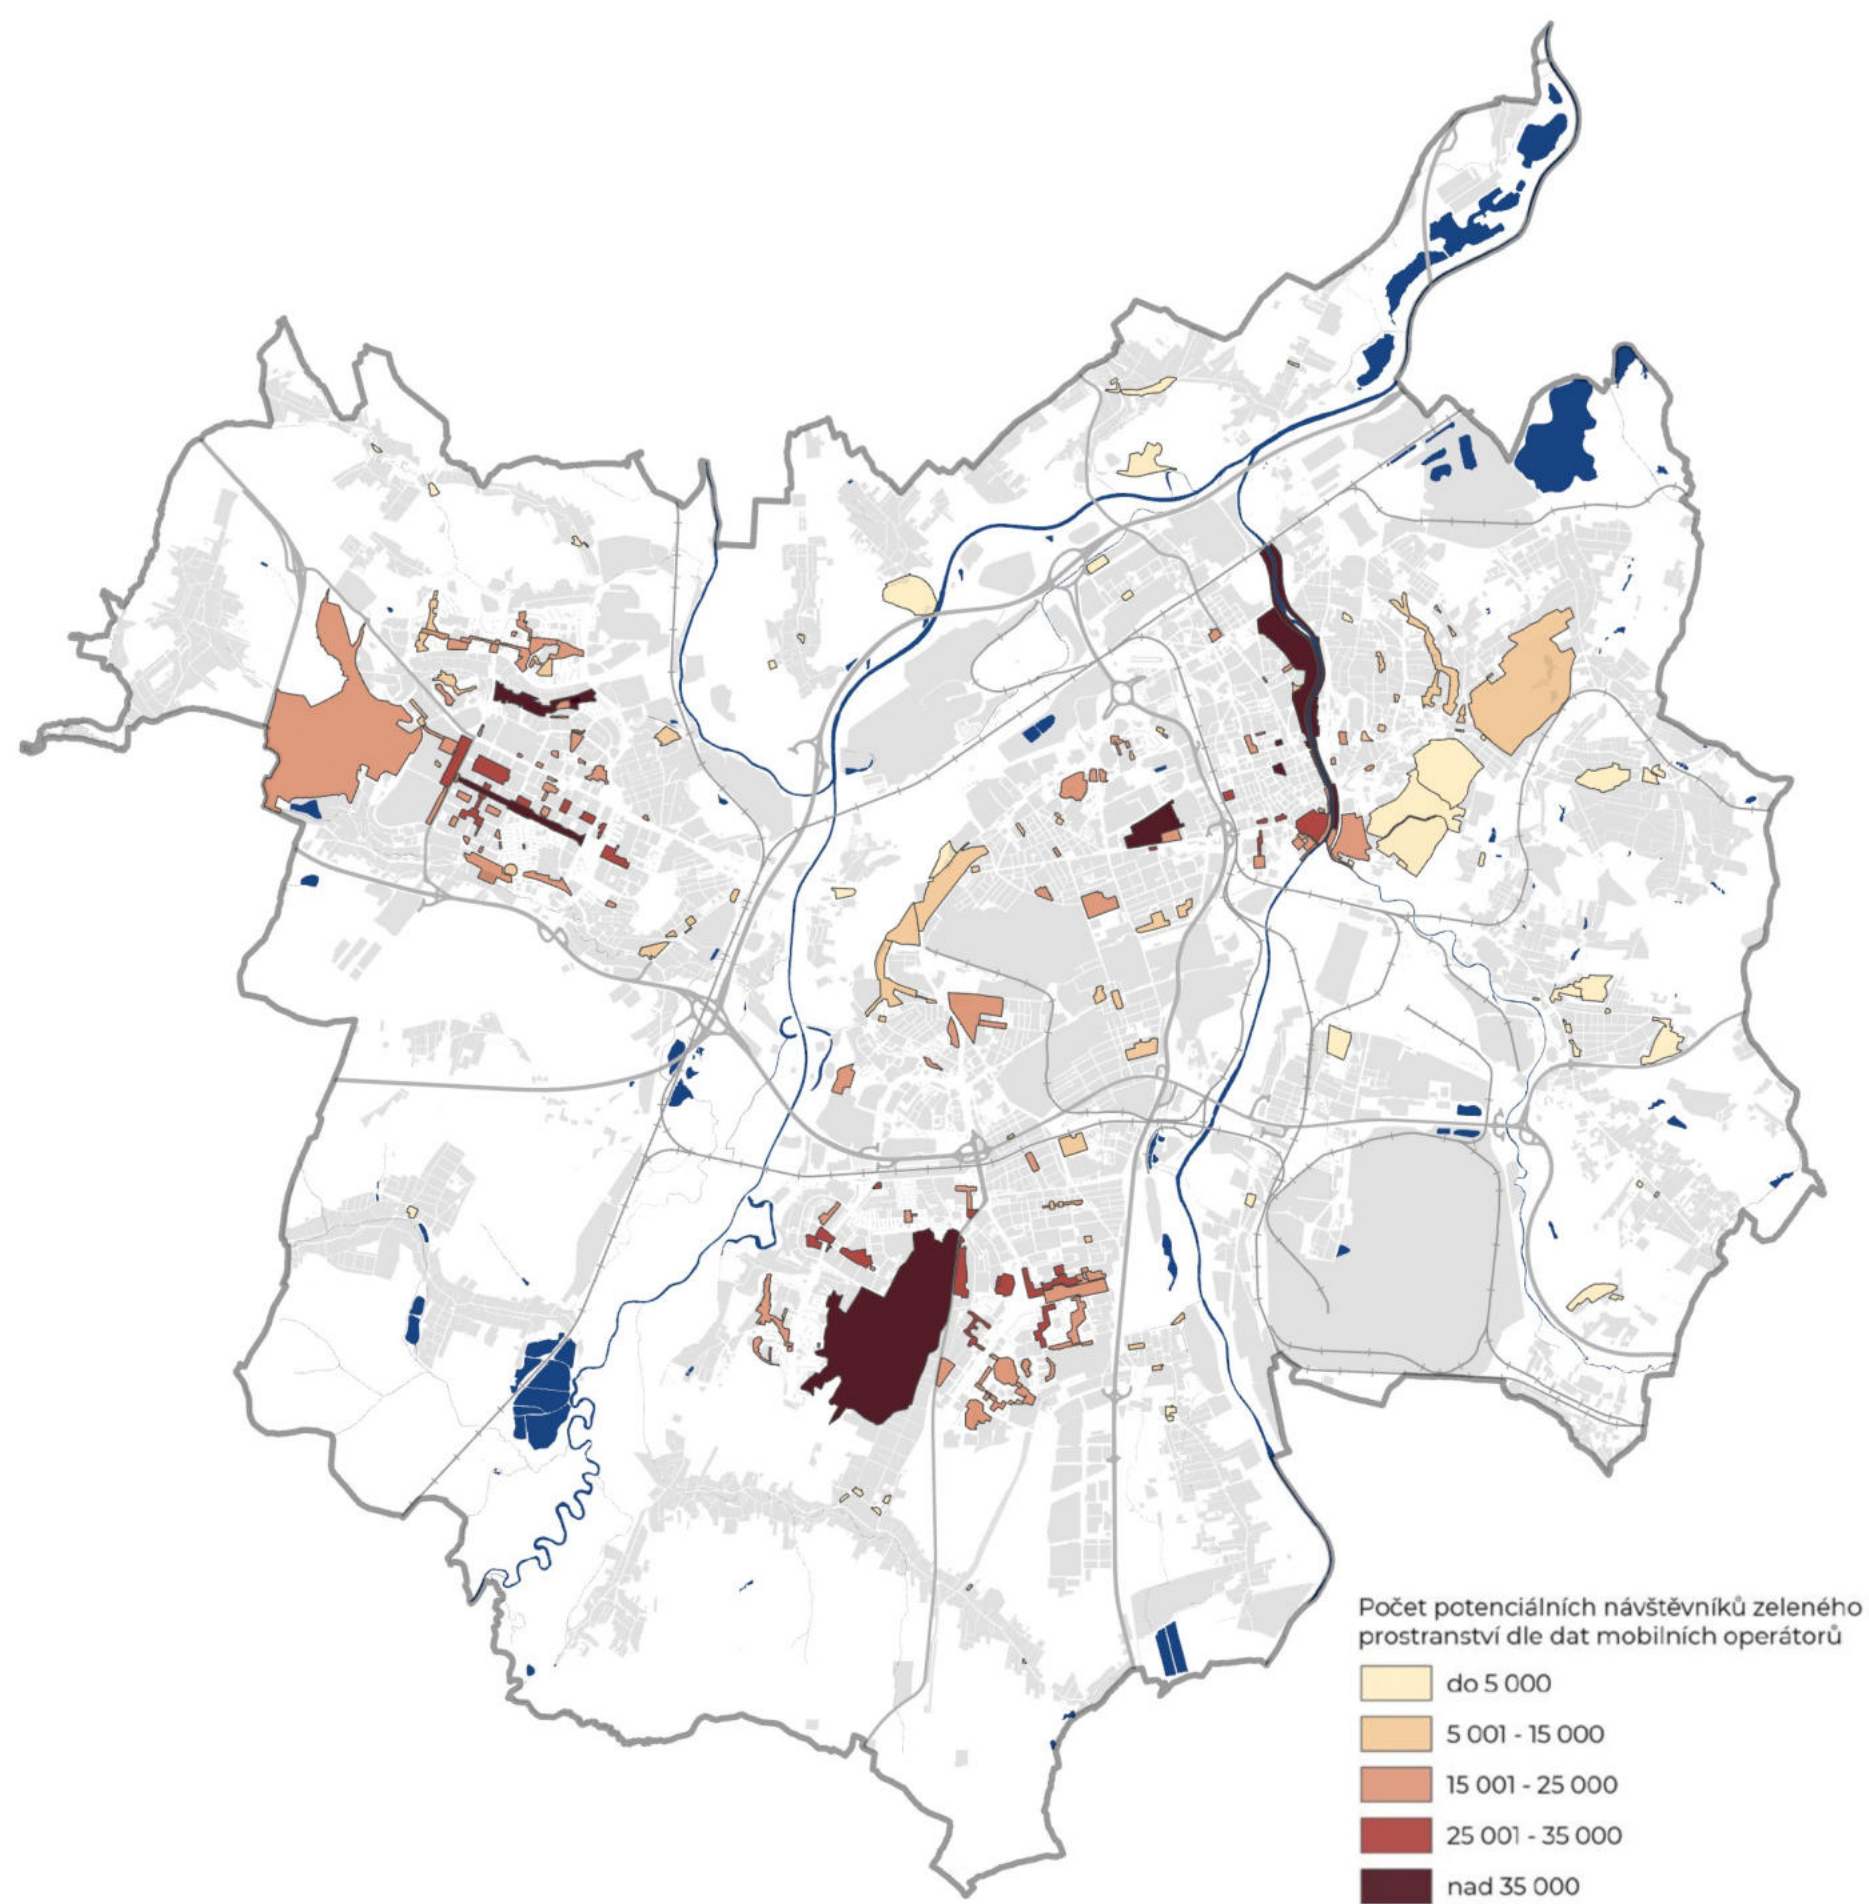 Počet potenciálních návštěvníků zeleného
prostranství dle dat mobilních operátorů
do 5 000
5 001 - 15 000
15 001 - 25 000
25 001 - 35 000
nad 35 000